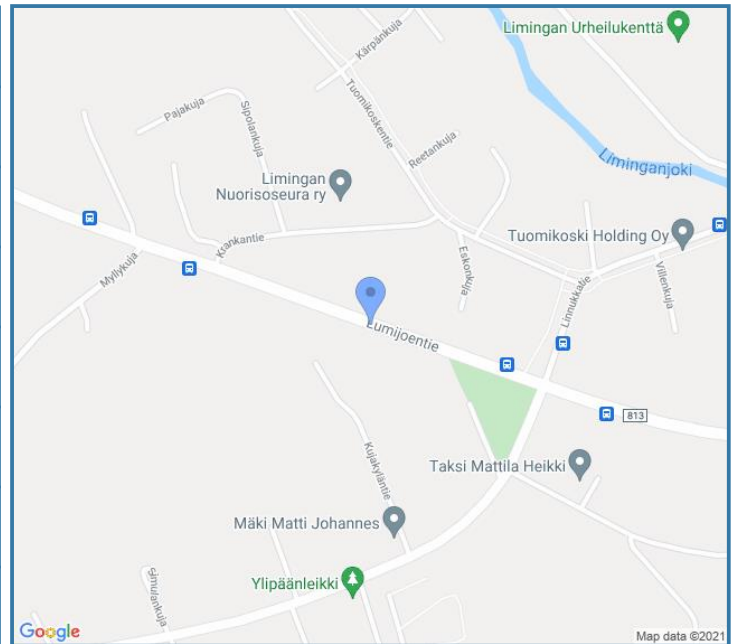 Limingan Urheilukenttä
Kärpänkuja
Tuomikoskentie
Pajakuja
Sipolankuja
Reetankuja
Liminganjoki
Limingan
Nuorisoseura ry
Krankantie
Tuomikoski Holding Oy
Eskonkuja
Myllykuja
Villenkuja
Linnukkatie
Lumijoentie
813
Taksi Mattila Heikki
Kujakyläntie
Mäki Matti Johannes
Simulankuja
Ylipäänleikki
Google
Map data ©2021